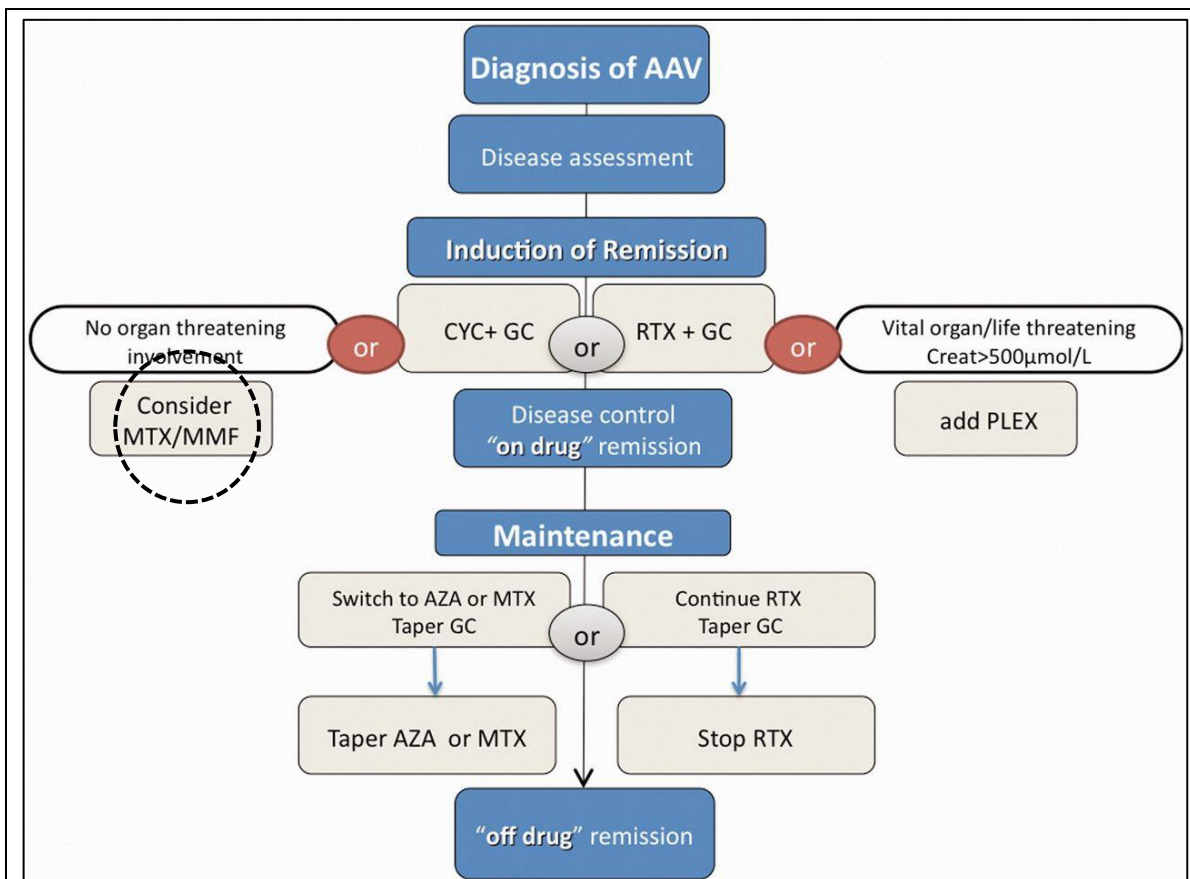 Diagnosis of AAV
Disease assessment
Induction of Remission
No organ threatening
involvement
or
CYC+ GC
or
RTX + GC
or
Vital organ/life threatening
Creat>500µmol/L
Consider
MTX/MMF
Disease control
“on drug” remission
add PLEX
Maintenance
Switch to AZA or MTX
Taper GC
or
Continue RTX
Taper GC
Taper AZA or MTX
Stop RTX
“off drug” remission